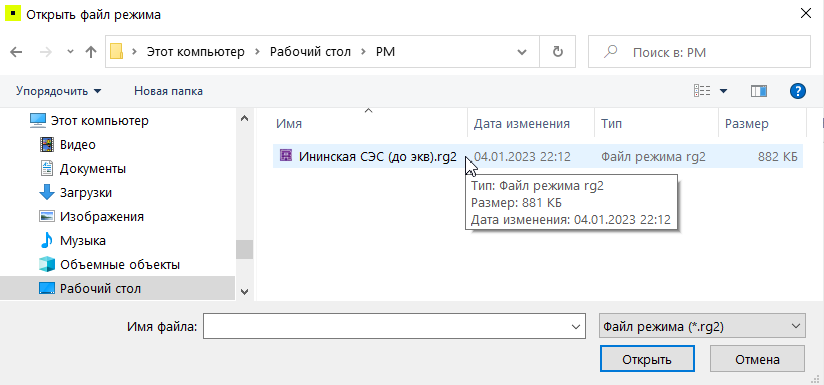 Открыть файл режима
Этот компьютер > Рабочий стол > РМ
Поиск в: РМ
Упорядочить Новая папка
Имя Дата изменения Тип Размер
Этот компьютер
Видео
Документы
Загрузки
Изображения
Музыка
Объемные объекты
Рабочий стол
Ининская СЭС (до экв).rg2 04.01.2023 22:12 Файл режима rg2 882 КБ
Тип: Файл режима rg2
Размер: 881 КБ
Дата изменения: 04.01.2023 22:12
Имя файла:
Файл режима (*.rg2)
Открыть Отмена